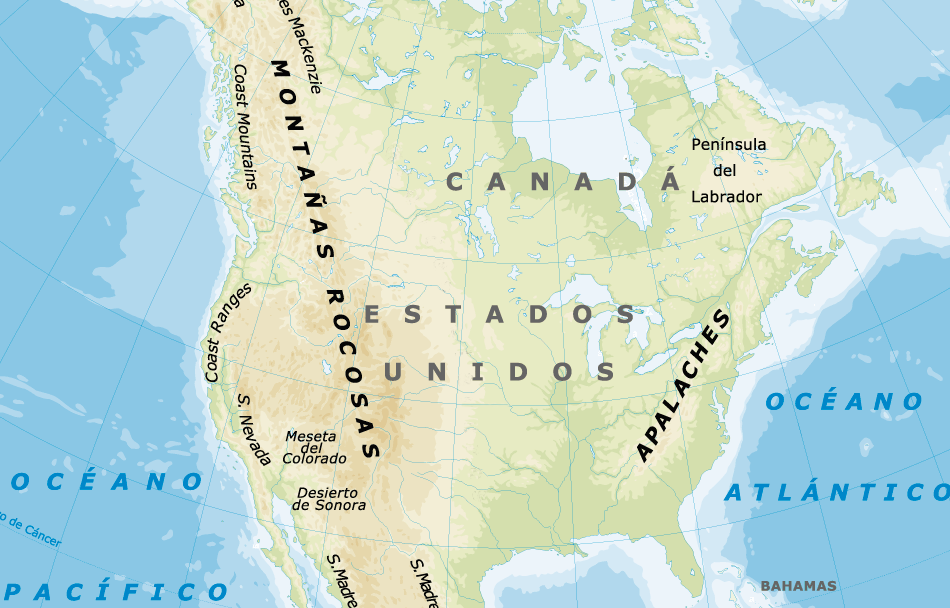 es Mackenzie
Coast Mountains
MONTAÑAS ROCOSAS
Península
del
Labrador
CANADÁ
Coast Ranges
ESTADOS
UNIDOS
APALACHES
S. Nevada
Meseta
del
Colorado
Desierto
de Sonora
OCÉANO
ATLÁNTICO
OCÉANO
PACÍFICO
o de Cáncer
S. Madre
S. Madre
BAHAMAS